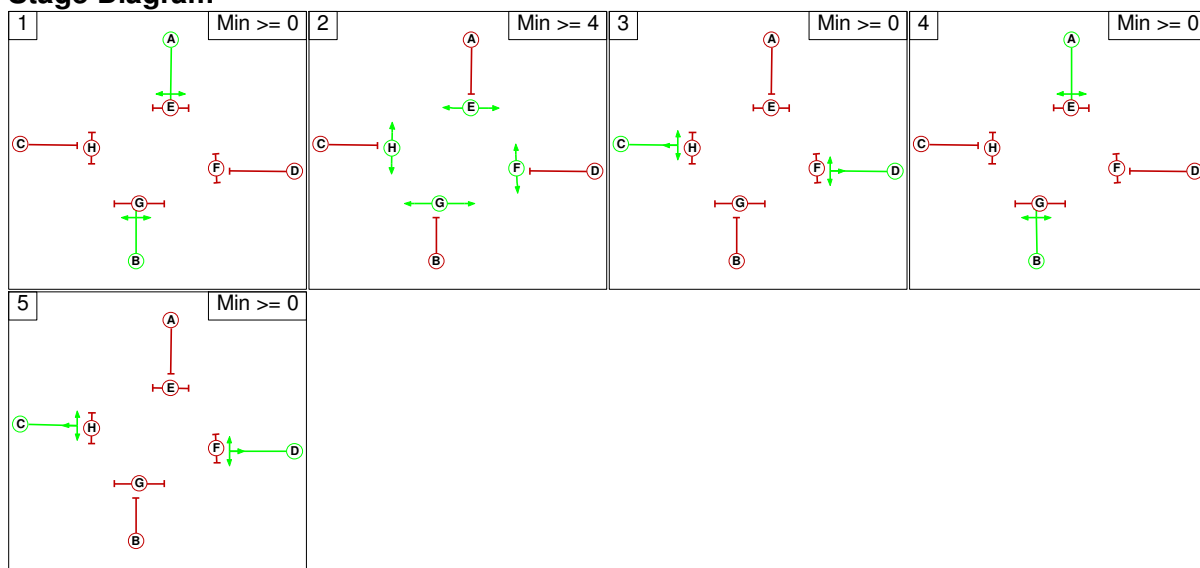 Stage Diagram
1 Min >= 0 2 Min >= 4 3 Min >= 0 4 Min >= 0
A A A A
E E E E
C H C H C H C H
F D F D F D F D
G G G G
B B B B
5 Min >= 0
A
E
C H
F D
G
B